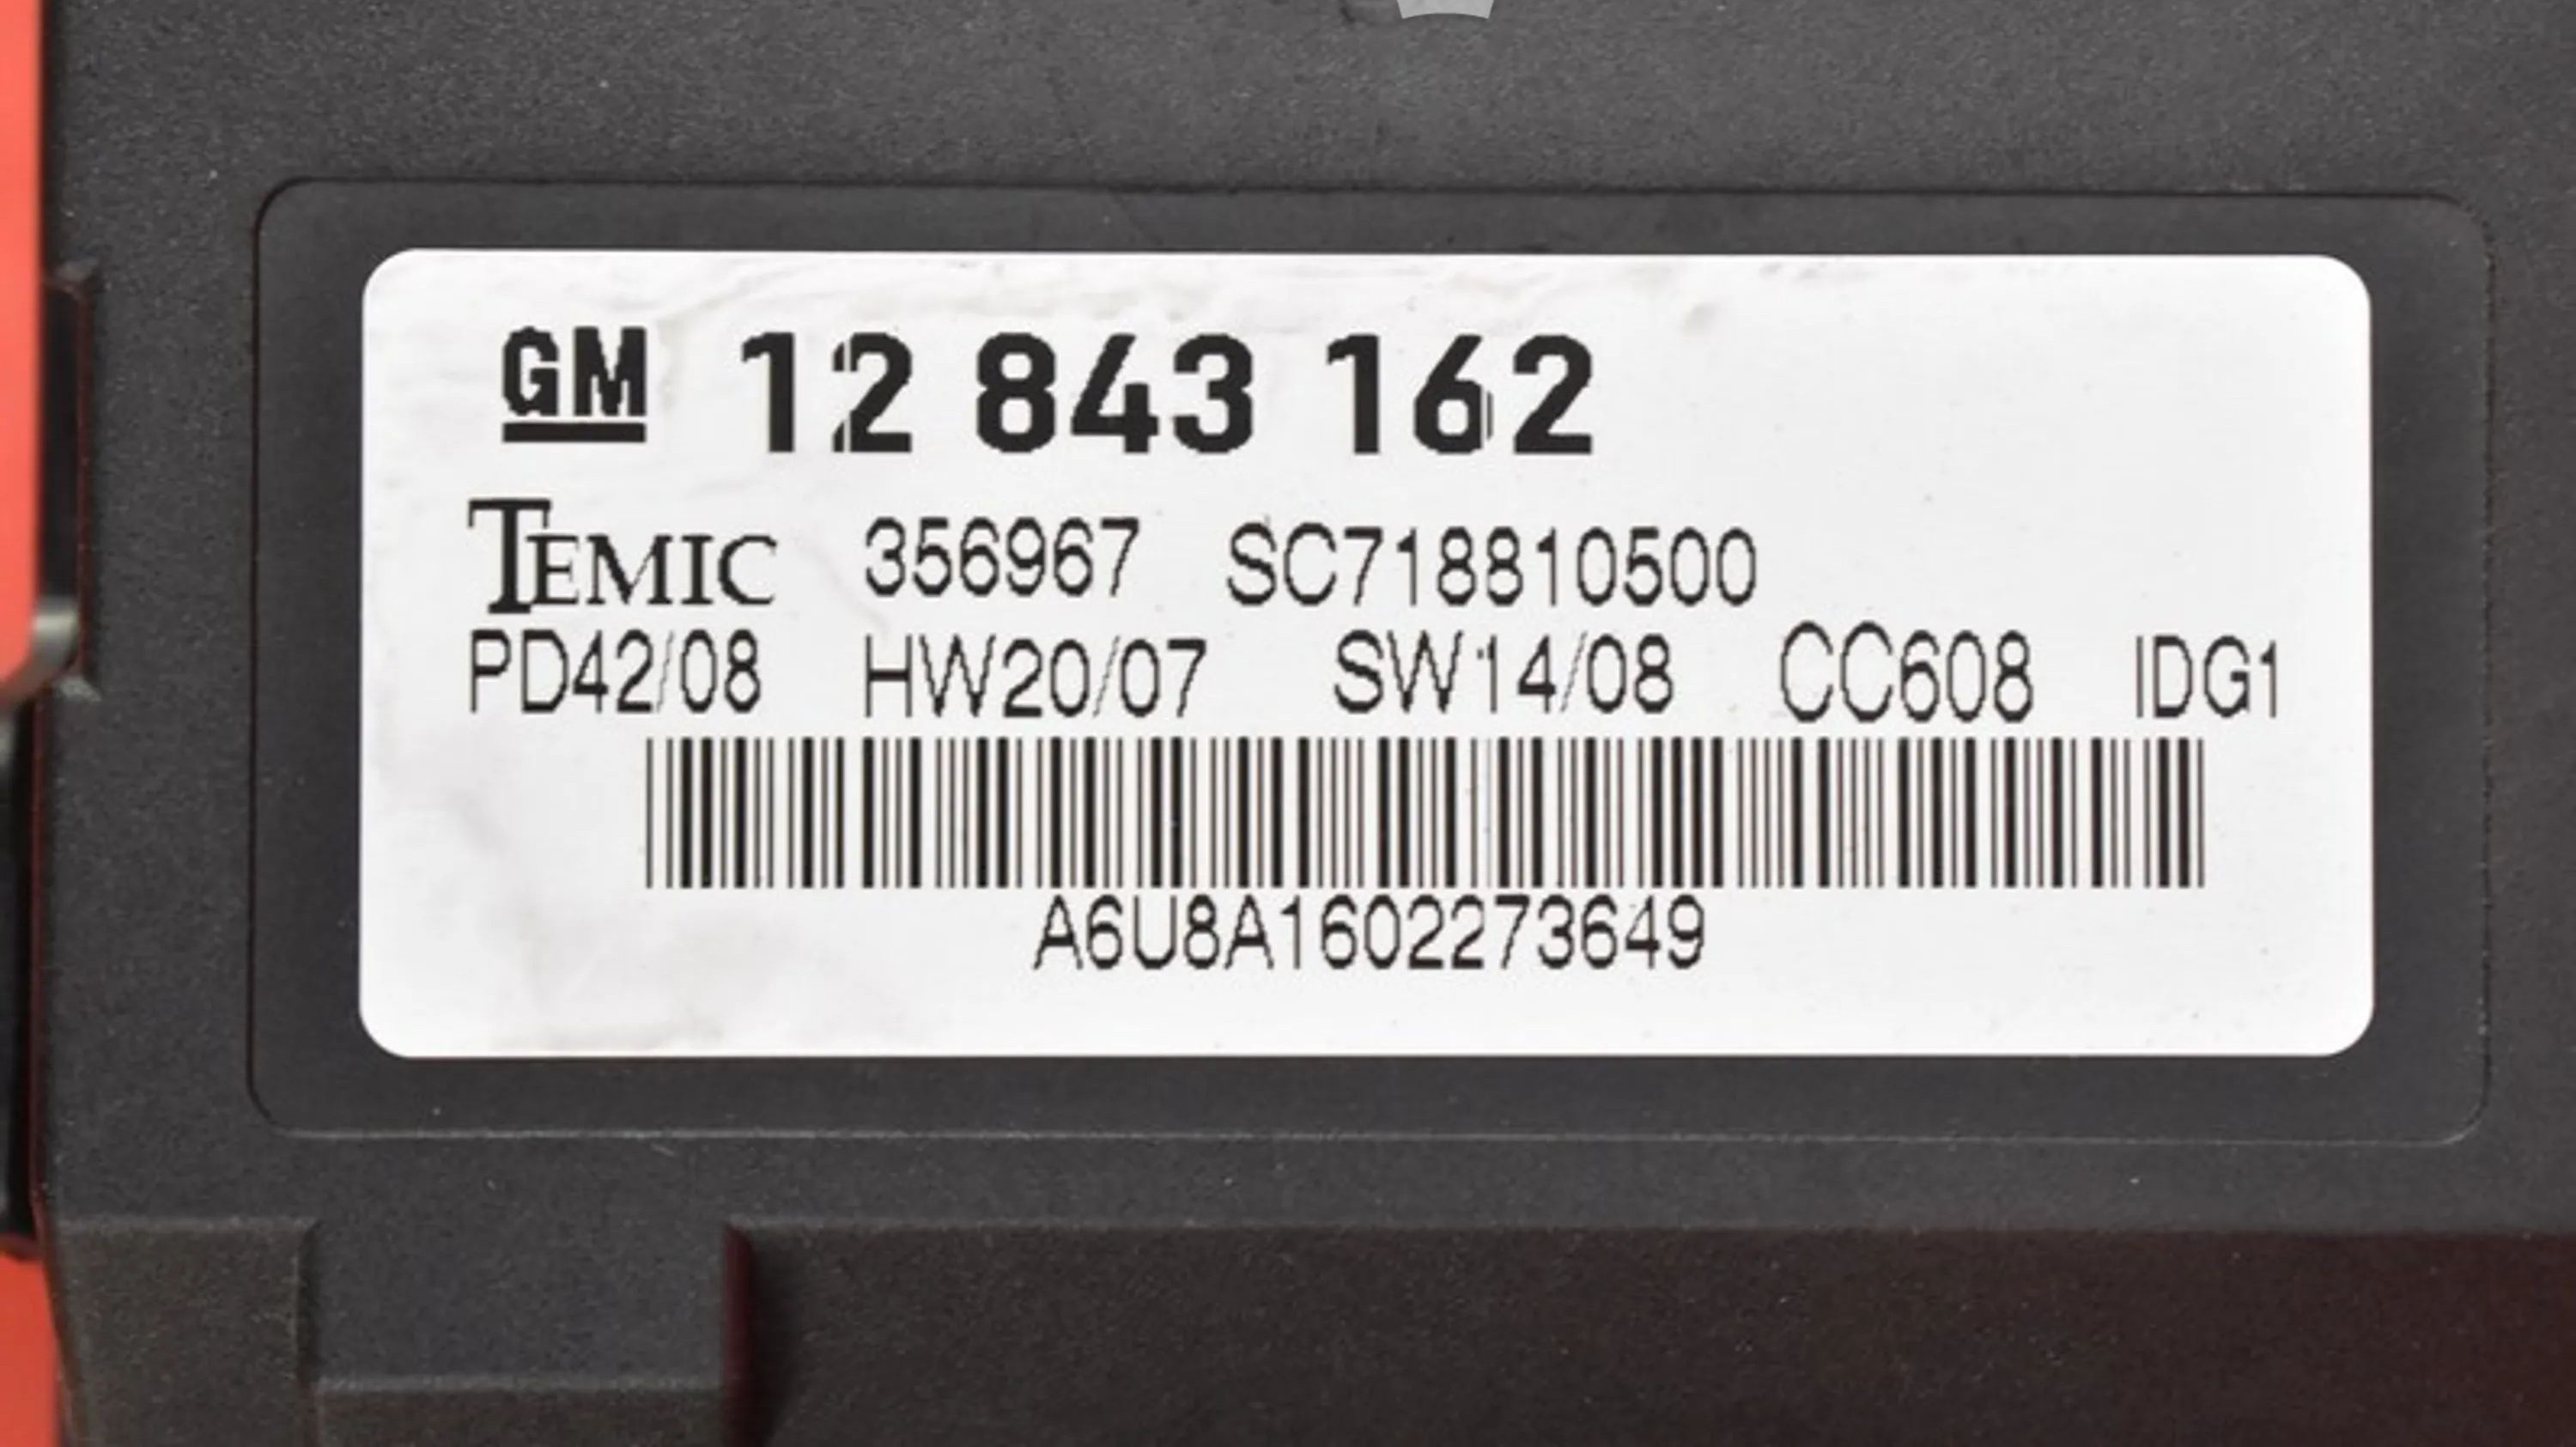 GM 12 843 162
TEMIC 356967 SC718810500
PD42/08 HW20/07 SW14/08 CC608 IDG1
A6U8A1602273649